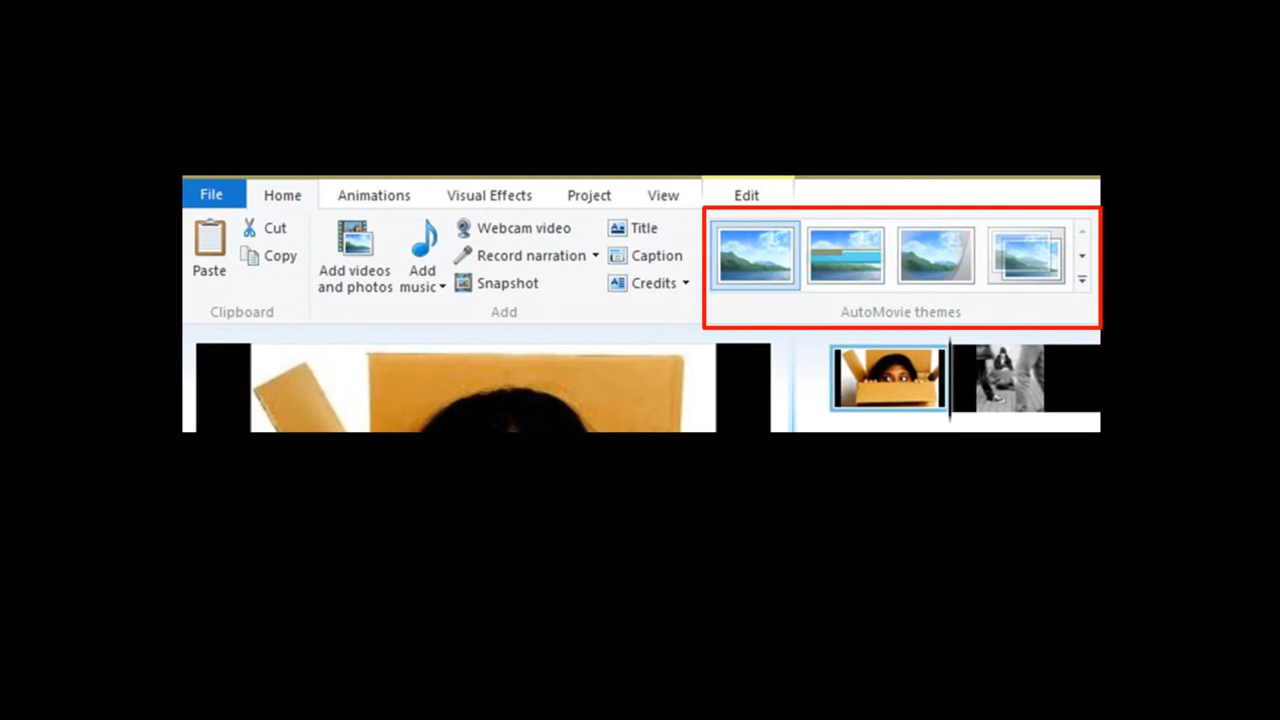 File Home Animations Visual Effects Project View Edit
Paste
Cut
Copy
Clipboard
Add videos
and photos
Add
music
Webcam video
Record narration
Snapshot
Title
Caption
Credits
Add
AutoMovie themes